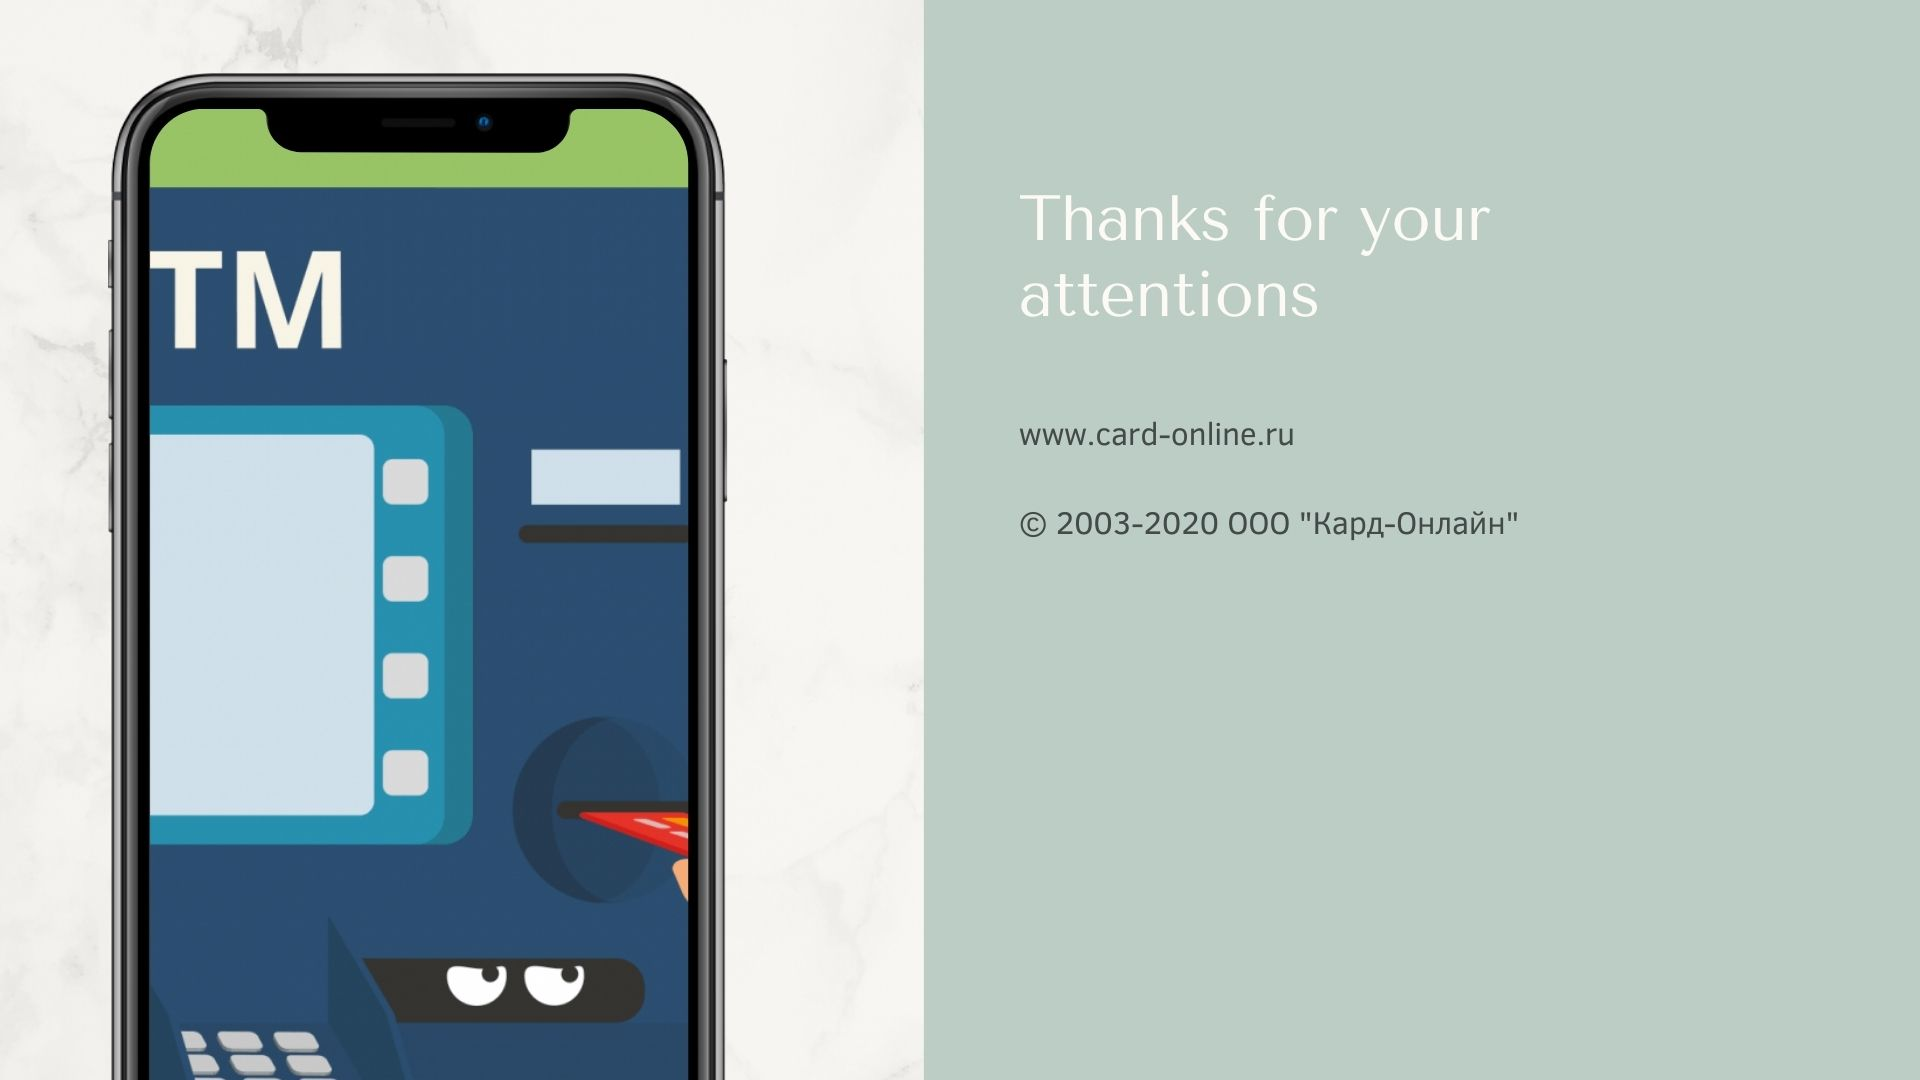 TM
Thanks for your
attentions
www.card-online.ru
© 2003-2020 ООО "Кард-Онлайн"